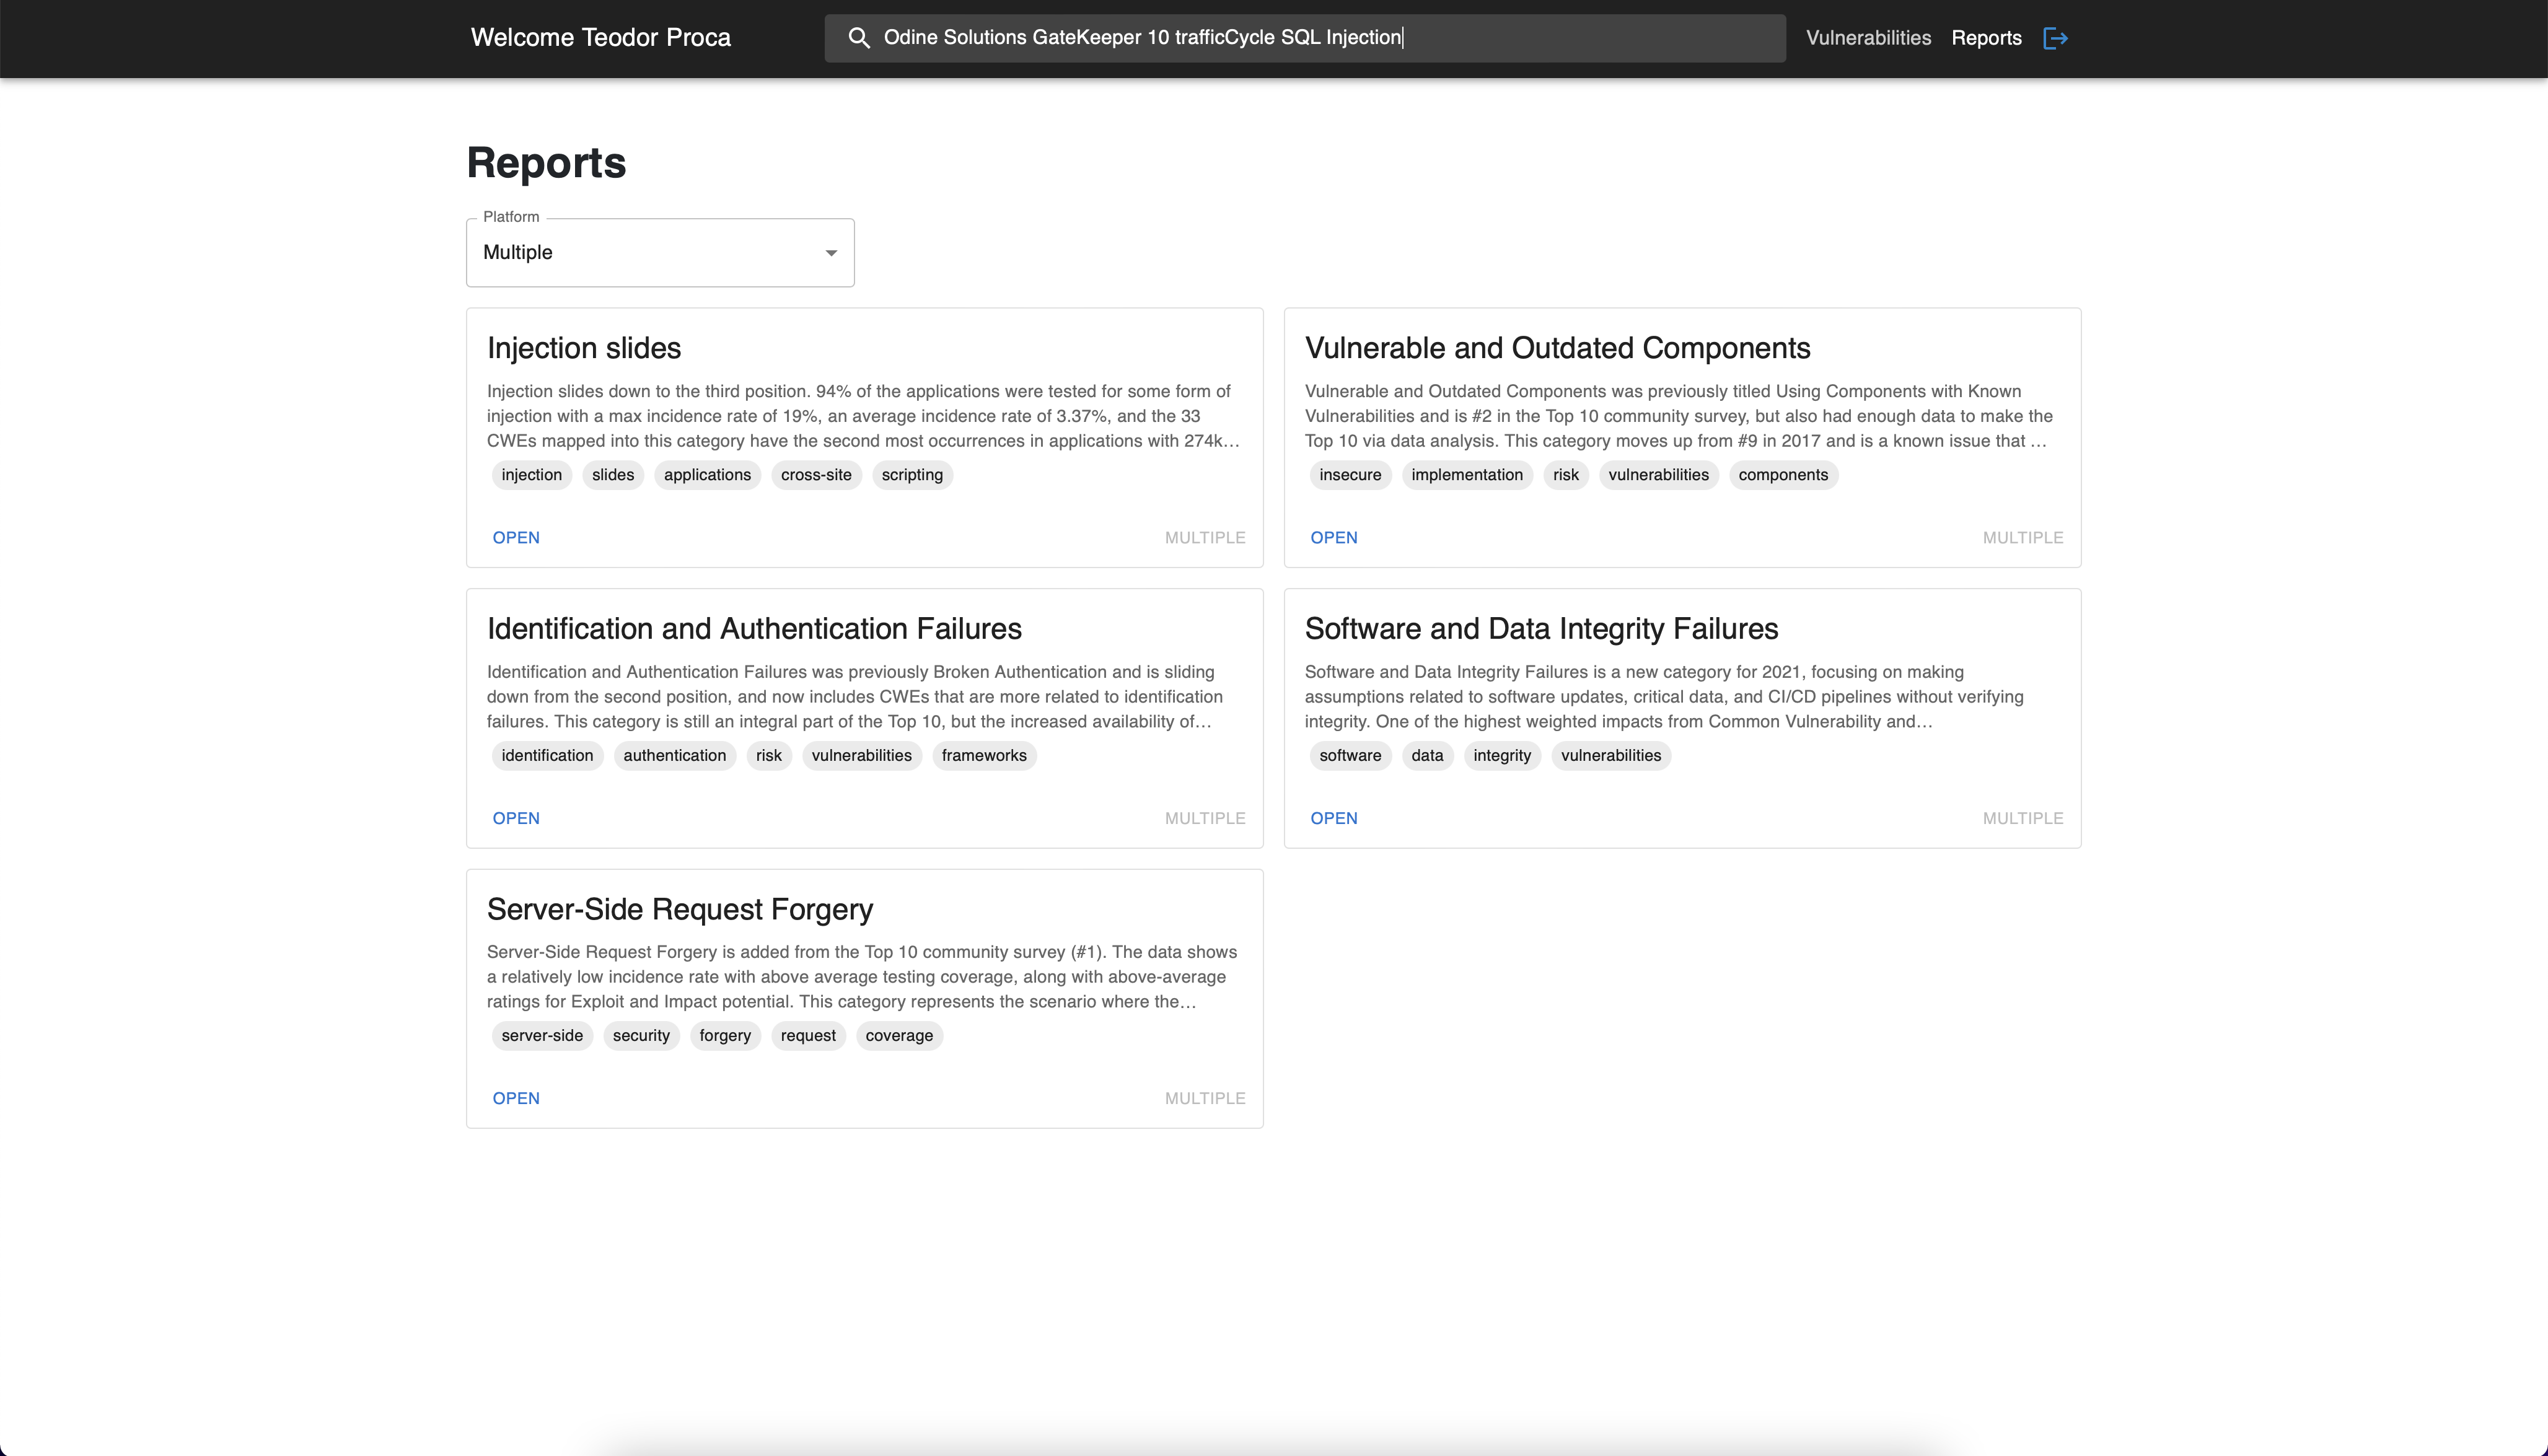 Welcome Teodor Proca
Odine Solutions GateKeeper 10 trafficCycle SQL Injection
Vulnerabilities
Reports
Reports
Platform
Multiple
Injection slides
Injection slides down to the third position. 94% of the applications were tested for some form of
injection with a max incidence rate of 19%, an average incidence rate of 3.37%, and the 33
CWEs mapped into this category have the second most occurrences in applications with 274k…
injection slides applications cross-site scripting
OPEN MULTIPLE
Vulnerable and Outdated Components
Vulnerable and Outdated Components was previously titled Using Components with Known
Vulnerabilities and is #2 in the Top 10 community survey, but also had enough data to make the
Top 10 via data analysis. This category moves up from #9 in 2017 and is a known issue that …
insecure implementation risk vulnerabilities components
OPEN MULTIPLE
Identification and Authentication Failures
Identification and Authentication Failures was previously Broken Authentication and is sliding
down from the second position, and now includes CWEs that are more related to identification
failures. This category is still an integral part of the Top 10, but the increased availability of…
identification authentication risk vulnerabilities frameworks
OPEN MULTIPLE
Software and Data Integrity Failures
Software and Data Integrity Failures is a new category for 2021, focusing on making
assumptions related to software updates, critical data, and CI/CD pipelines without verifying
integrity. One of the highest weighted impacts from Common Vulnerability and…
software data integrity vulnerabilities
OPEN MULTIPLE
Server-Side Request Forgery
Server-Side Request Forgery is added from the Top 10 community survey (#1). The data shows
a relatively low incidence rate with above average testing coverage, along with above-average
ratings for Exploit and Impact potential. This category represents the scenario where the…
server-side security forgery request coverage
OPEN MULTIPLE